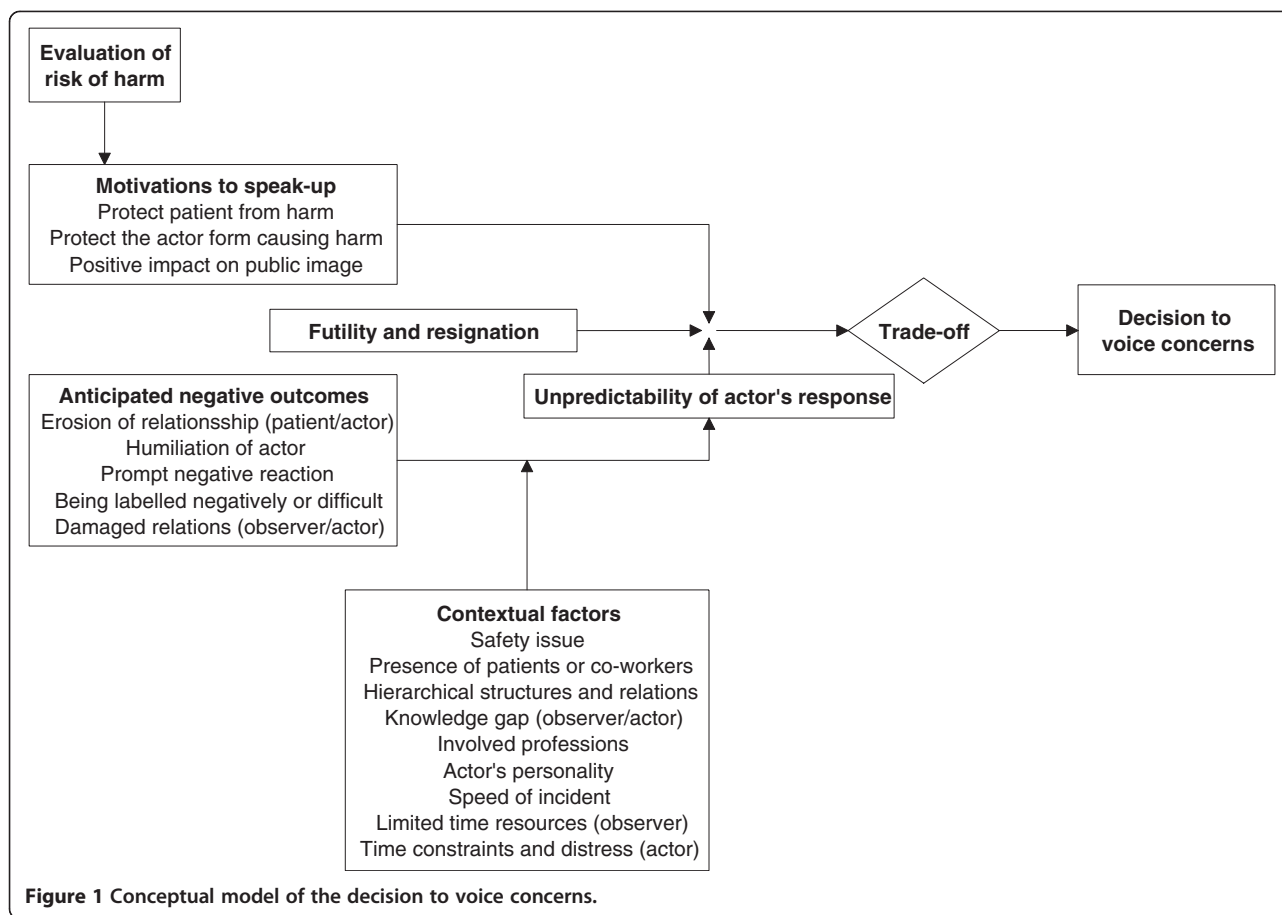 Evaluation of
risk of harm
Motivations to speak-up
Protect patient from harm
Protect the actor form causing harm
Positive impact on public image
Futility and resignation
Trade-off
Decision to
voice concerns
Anticipated negative outcomes
Erosion of relationsship (patient/actor)
Humiliation of actor
Prompt negative reaction
Being labelled negatively or difficult
Damaged relations (observer/actor)
Unpredictability of actor's response
Contextual factors
Safety issue
Presence of patients or co-workers
Hierarchical structures and relations
Knowledge gap (observer/actor)
Involved professions
Actor's personality
Speed of incident
Limited time resources (observer)
Time constraints and distress (actor)
Figure 1 Conceptual model of the decision to voice concerns.